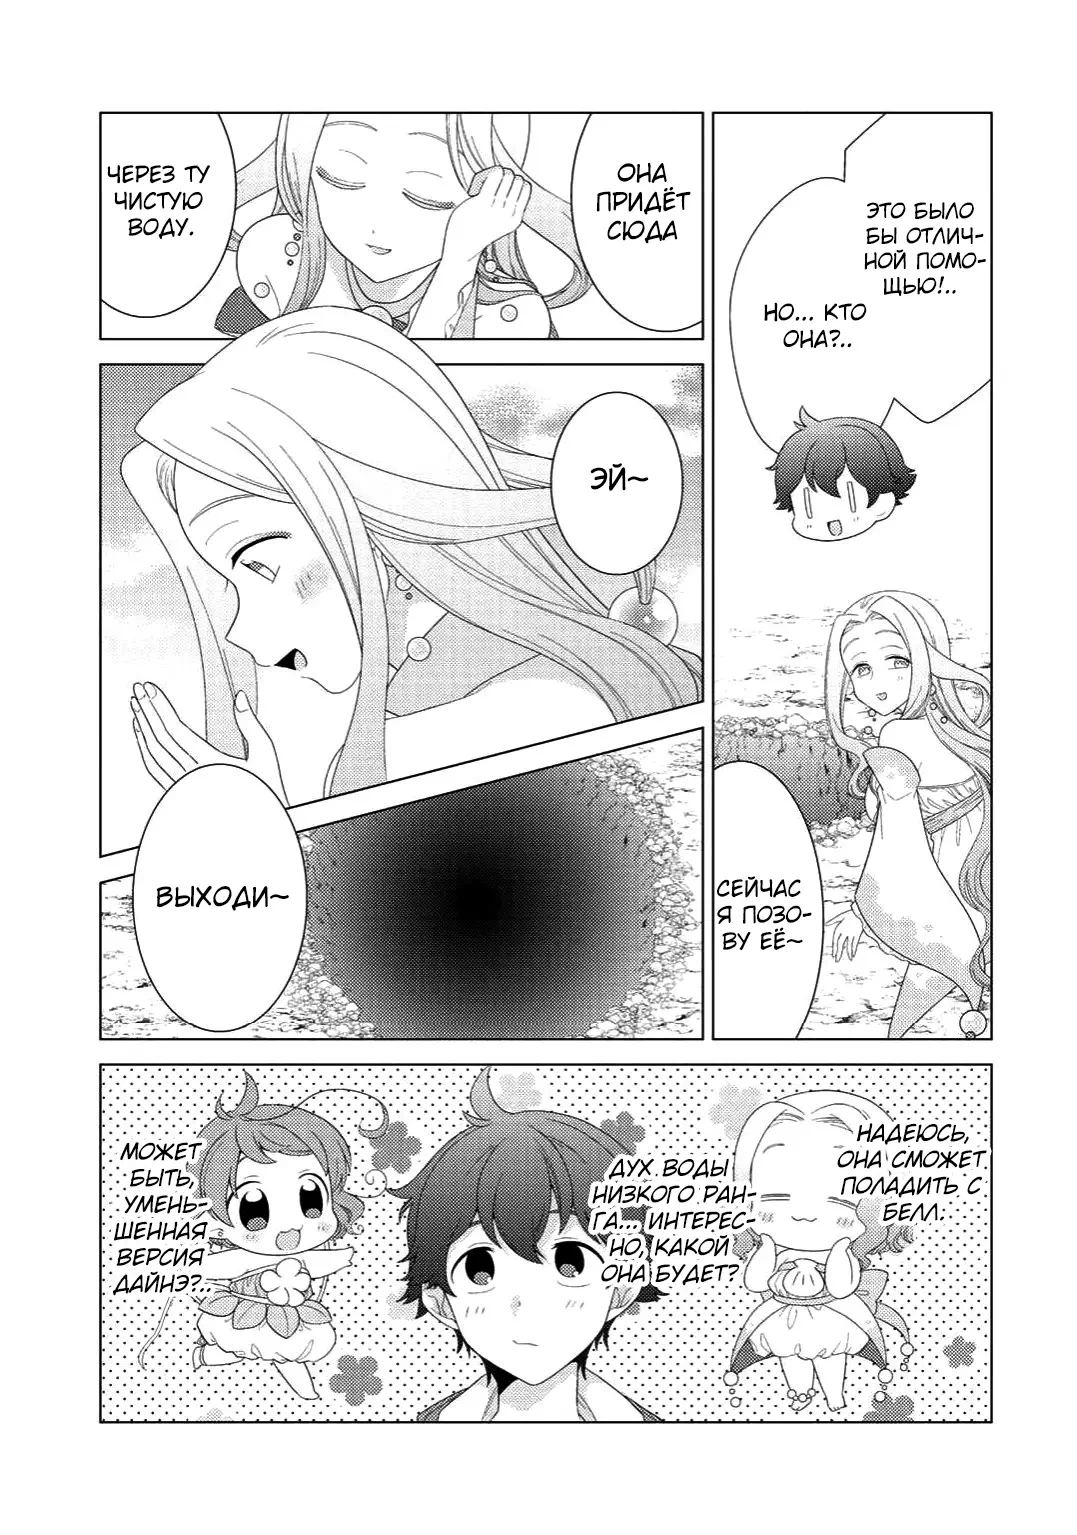 ЭТО БЫЛО
БЫ ОТЛИЧ-
НОЙ ПОМО-
ЩЬЮ!..
НО... КТО
ОНА?..
СЕЙЧАС
Я ПОЗО-
ВУ ЕЁ~
ОНА
ПРИДЁТ
СЮДА
ЧЕРЕЗ ТУ
ЧИСТУЮ
ВОДУ.
ЭЙ~
ВЫХОДИ~
НАДЕЮСЬ,
ОНА СМОЖЕТ
ПОЛАДИТЬ С
БЕЛЛ.
ДУХ ВОДЫ
НИЗКОГО РАН-
ГА... ИНТЕРЕС-
НО, КАКОЙ
ОНА БУДЕТ?
МОЖЕТ
БЫТЬ,
УМЕНЬ-
ШЕННАЯ
ВЕРСИЯ
ДАЙНЭ?..